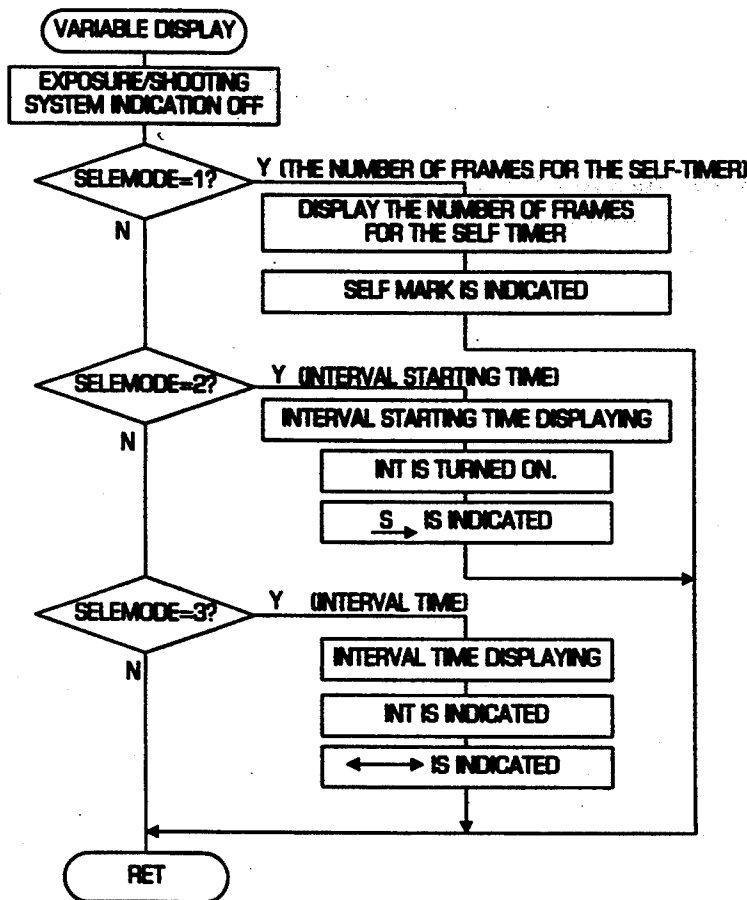 VARIABLE DISPLAY
EXPOSURE/SHOOTING
SYSTEM INDICATION OFF
SELEMODE=1?
Y (THE NUMBER OF FRAMES FOR THE SELF-TIMER)
N
DISPLAY THE NUMBER OF FRAMES
FOR THE SELF TIMER
SELF MARK IS INDICATED
SELEMODE=2?
Y (INTERVAL STARTING TIME)
N
INTERVAL STARTING TIME DISPLAYING
INT IS TURNED ON.
S IS INDICATED
SELEMODE=3?
Y (INTERVAL TIME)
N
INTERVAL TIME DISPLAYING
INT IS INDICATED
IS INDICATED
RET